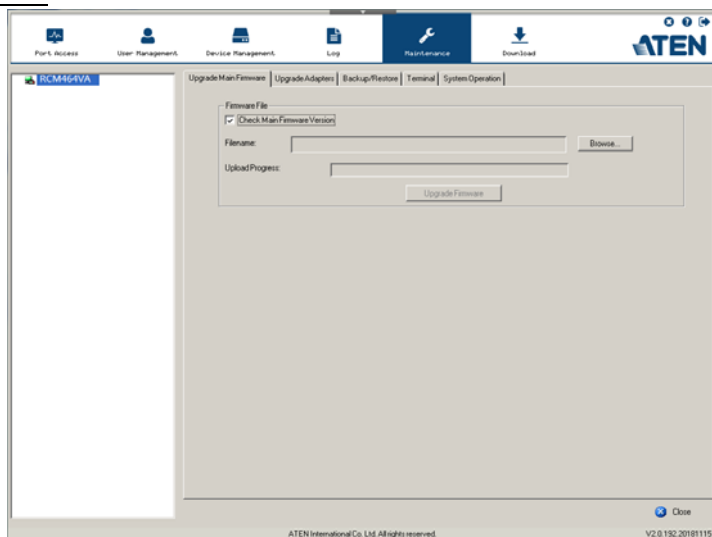 Port Access
User Management
Device Management
Log
Maintenance
Download
ATEN
RCM464VA
Upgrade Main Firmware
Upgrade Adapters
Backup/Restore
Terminal
System Operation
Firmware File
Check Main Firmware Version
Filename:
Browse...
Upload Progress:
Upgrade Firmware
Close
ATEN International Co. Ltd. All rights reserved.
V2.0.192.20181115